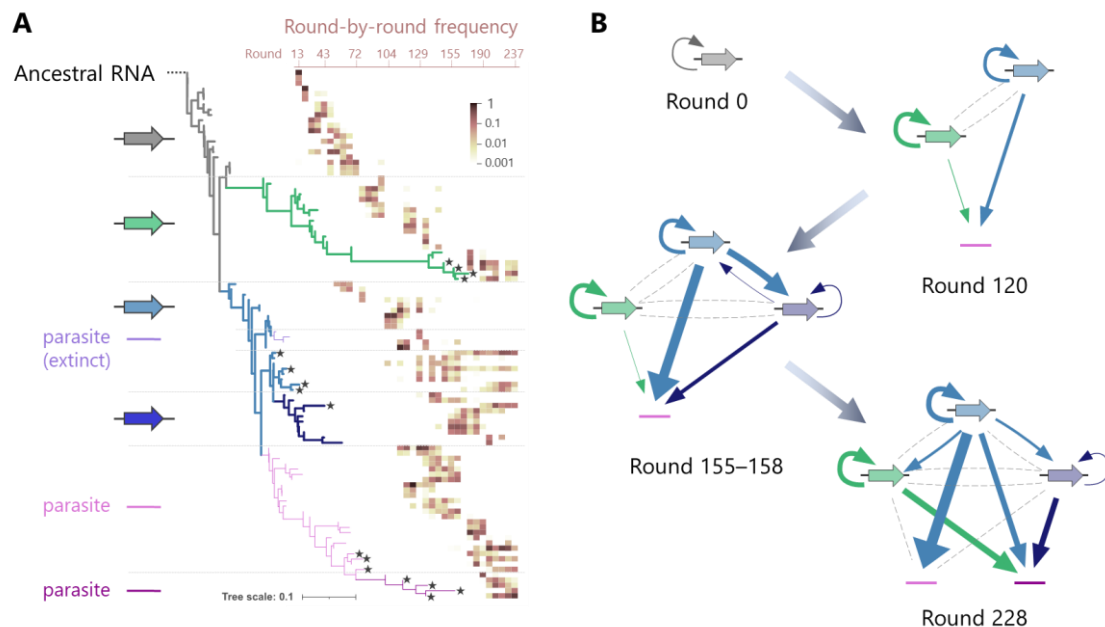 A
Round-by-round frequency
Round 13 43 72 104 129 155 190 237
Ancestral RNA
1
0.1
0.01
0.001
parasite
(extinct)
parasite
parasite
Tree scale: 0.1
B
Round 0
Round 120
Round 155–158
Round 228